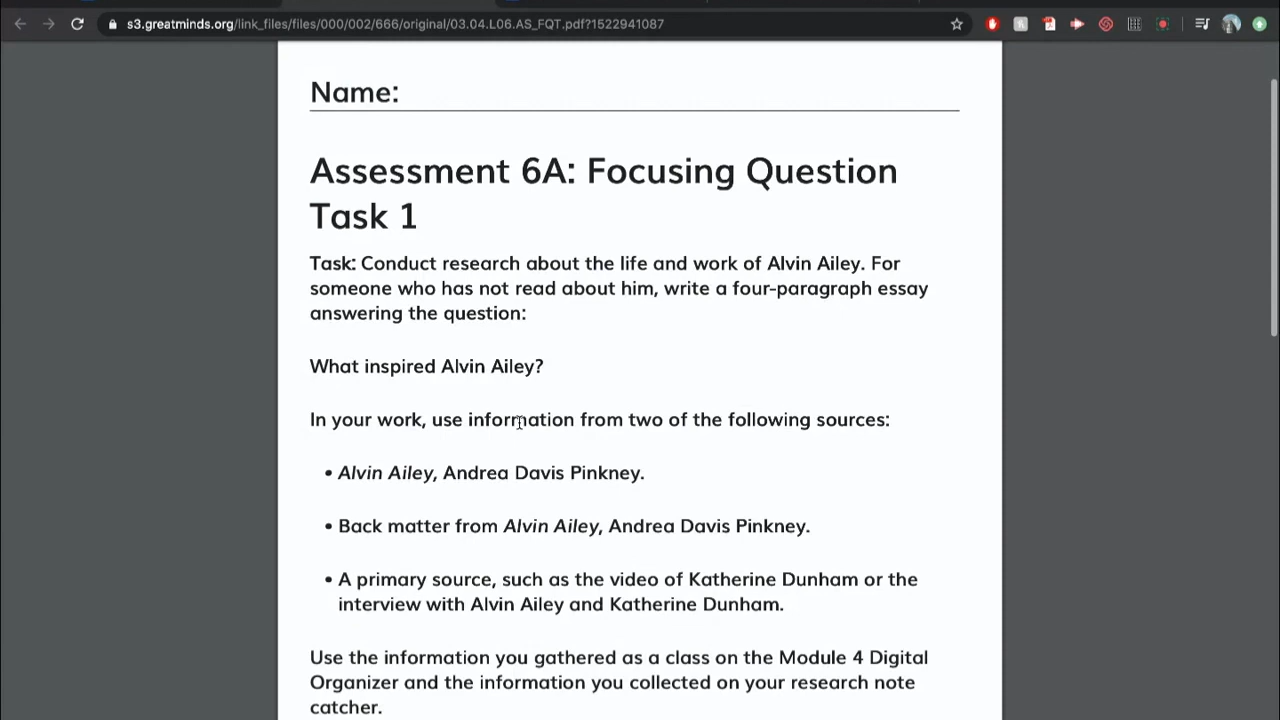 s3.greatminds.org/link_files/files/000/002/666/original/03.04.L06.AS_FQT.pdf?1522941087
Name:
Assessment 6A: Focusing Question
Task 1
Task: Conduct research about the life and work of Alvin Ailey. For
someone who has not read about him, write a four-paragraph essay
answering the question:
What inspired Alvin Ailey?
In your work, use information from two of the following sources:
• Alvin Ailey, Andrea Davis Pinkney.
• Back matter from Alvin Ailey, Andrea Davis Pinkney.
• A primary source, such as the video of Katherine Dunham or the
interview with Alvin Ailey and Katherine Dunham.
Use the information you gathered as a class on the Module 4 Digital
Organizer and the information you collected on your research note
catcher.